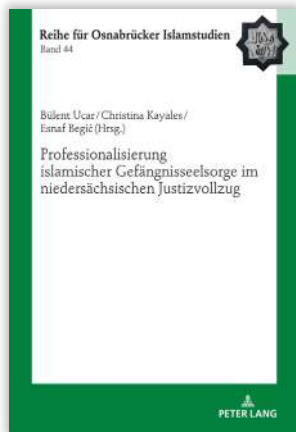 Reihe für Osnabrücker Islamstudien
Band 44
Bülent Ucar / Christina Kayales /
Esnaf Begić (Hrsg.)
Professionalisierung
islamischer Gefängnisseelsorge im
niedersächsischen Justizvollzug
PETER LANG